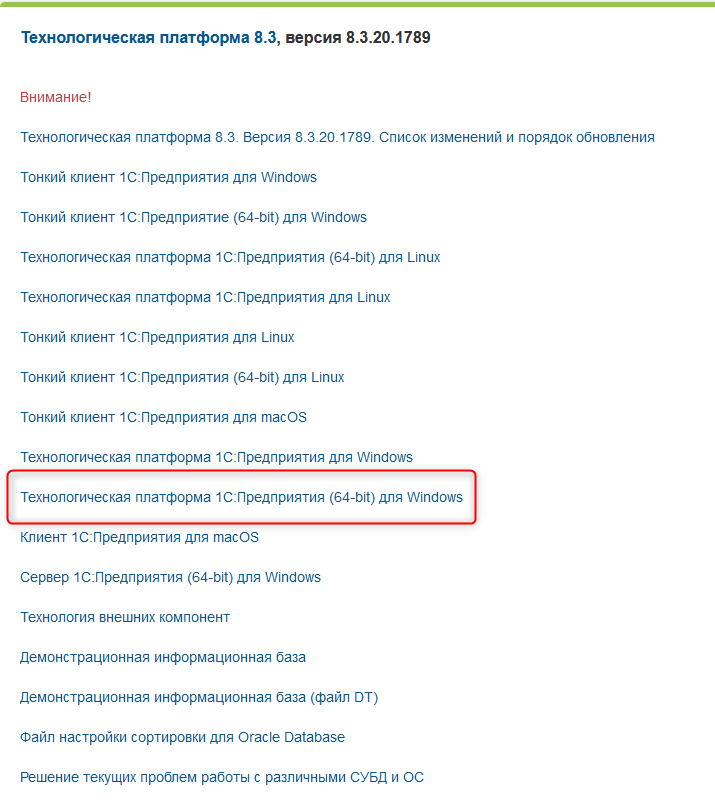 Технологическая платформа 8.3, версия 8.3.20.1789
Внимание!
Технологическая платформа 8.3. Версия 8.3.20.1789. Список изменений и порядок обновления
Тонкий клиент 1С:Предприятия для Windows
Тонкий клиент 1С:Предприятие (64-bit) для Windows
Технологическая платформа 1С:Предприятия (64-bit) для Linux
Технологическая платформа 1С:Предприятия для Linux
Тонкий клиент 1С:Предприятия для Linux
Тонкий клиент 1С:Предприятия (64-bit) для Linux
Тонкий клиент 1С:Предприятия для macOS
Технологическая платформа 1С:Предприятия для Windows
Технологическая платформа 1С:Предприятия (64-bit) для Windows
Клиент 1С:Предприятия для macOS
Сервер 1С:Предприятия (64-bit) для Windows
Технология внешних компонент
Демонстрационная информационная база
Демонстрационная информационная база (файл DT)
Файл настройки сортировки для Oracle Database
Решение текущих проблем работы с различными СУБД и ОС